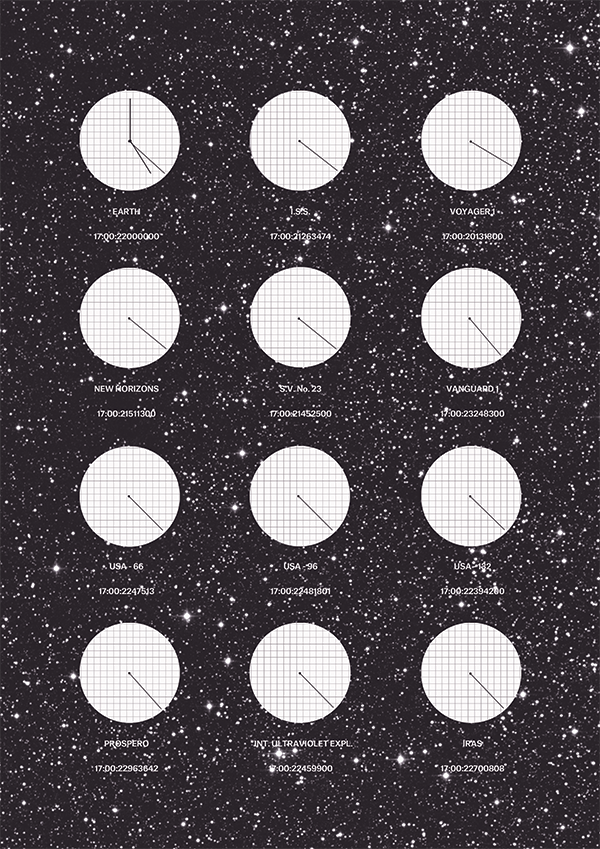 EARTH
17:00:22000000
I.S.S.
17:00:21263474
VOYAGER 1
17:00:20131800
NEW HORIZONS
17:00:21511300
S.V. No. 23
17:00:21452500
VANGUARD 1
17:00:23248300
USA - 66
17:00:2247513
USA - 96
17:00:22481801
USA - 132
17:00:22394200
PROSPERO
17:00:22963642
INT. ULTRAVIOLET EXPL.
17:00:22459900
IRAS
17:00:22700808